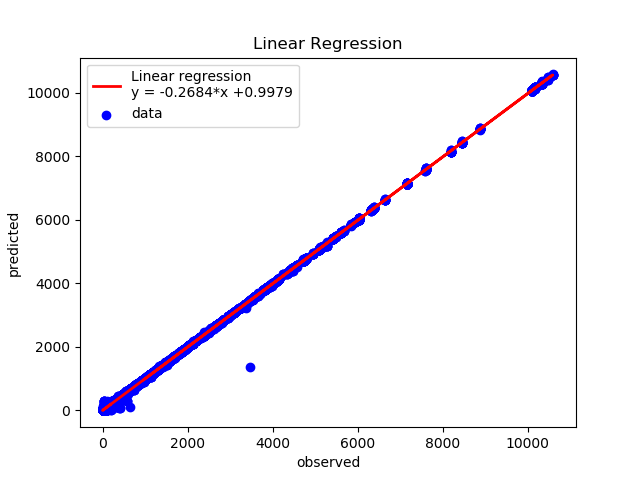 Linear Regression
Linear regression
y = -0.2684*x +0.9979
data
10000
8000
6000
4000
2000
0
predicted
0 2000 4000 6000 8000 10000
observed